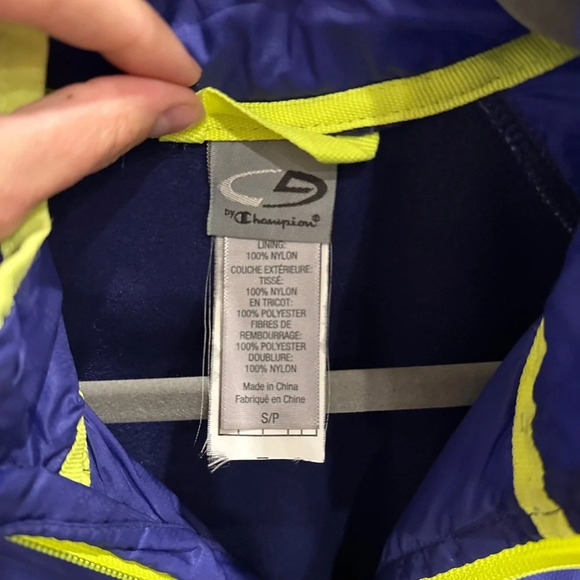 by Champion
LINING:
100% NYLON
COUCHE EXTÉRIEURE:
TISSÉ:
100% NYLON
EN TRICOT:
100% POLYESTER
FIBRES DE
REMBOURRAGE:
100% POLYESTER
DOUBLURE:
100% NYLON
Made in China
Fabriqué en Chine
S/P